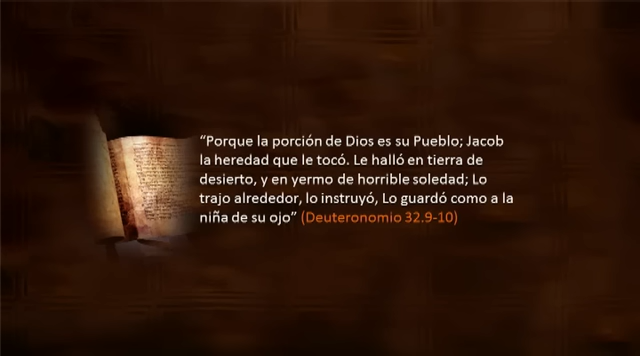 “Porque la porción de Dios es su Pueblo; Jacob
la heredad que le tocó. Le halló en tierra de
desierto, y en yermo de horrible soledad; Lo
trajo alrededor, lo instruyó, Lo guardó como a la
niña de su ojo” (Deuteronomio 32.9-10)